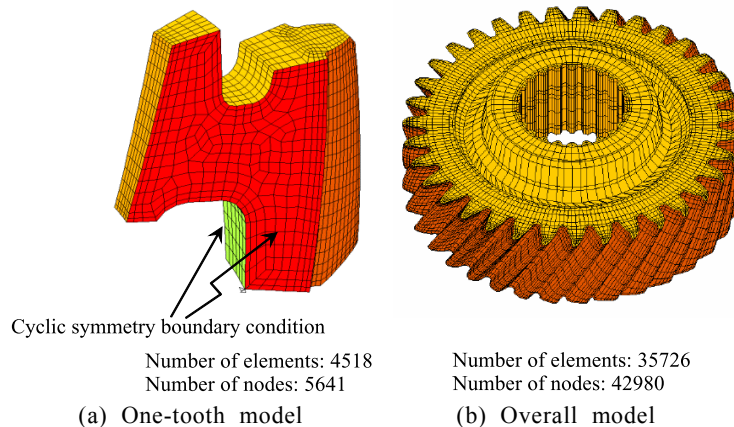 Cyclic symmetry boundary condition
Number of elements: 4518
Number of nodes: 5641
(a) One-tooth model
Number of elements: 35726
Number of nodes: 42980
(b) Overall model